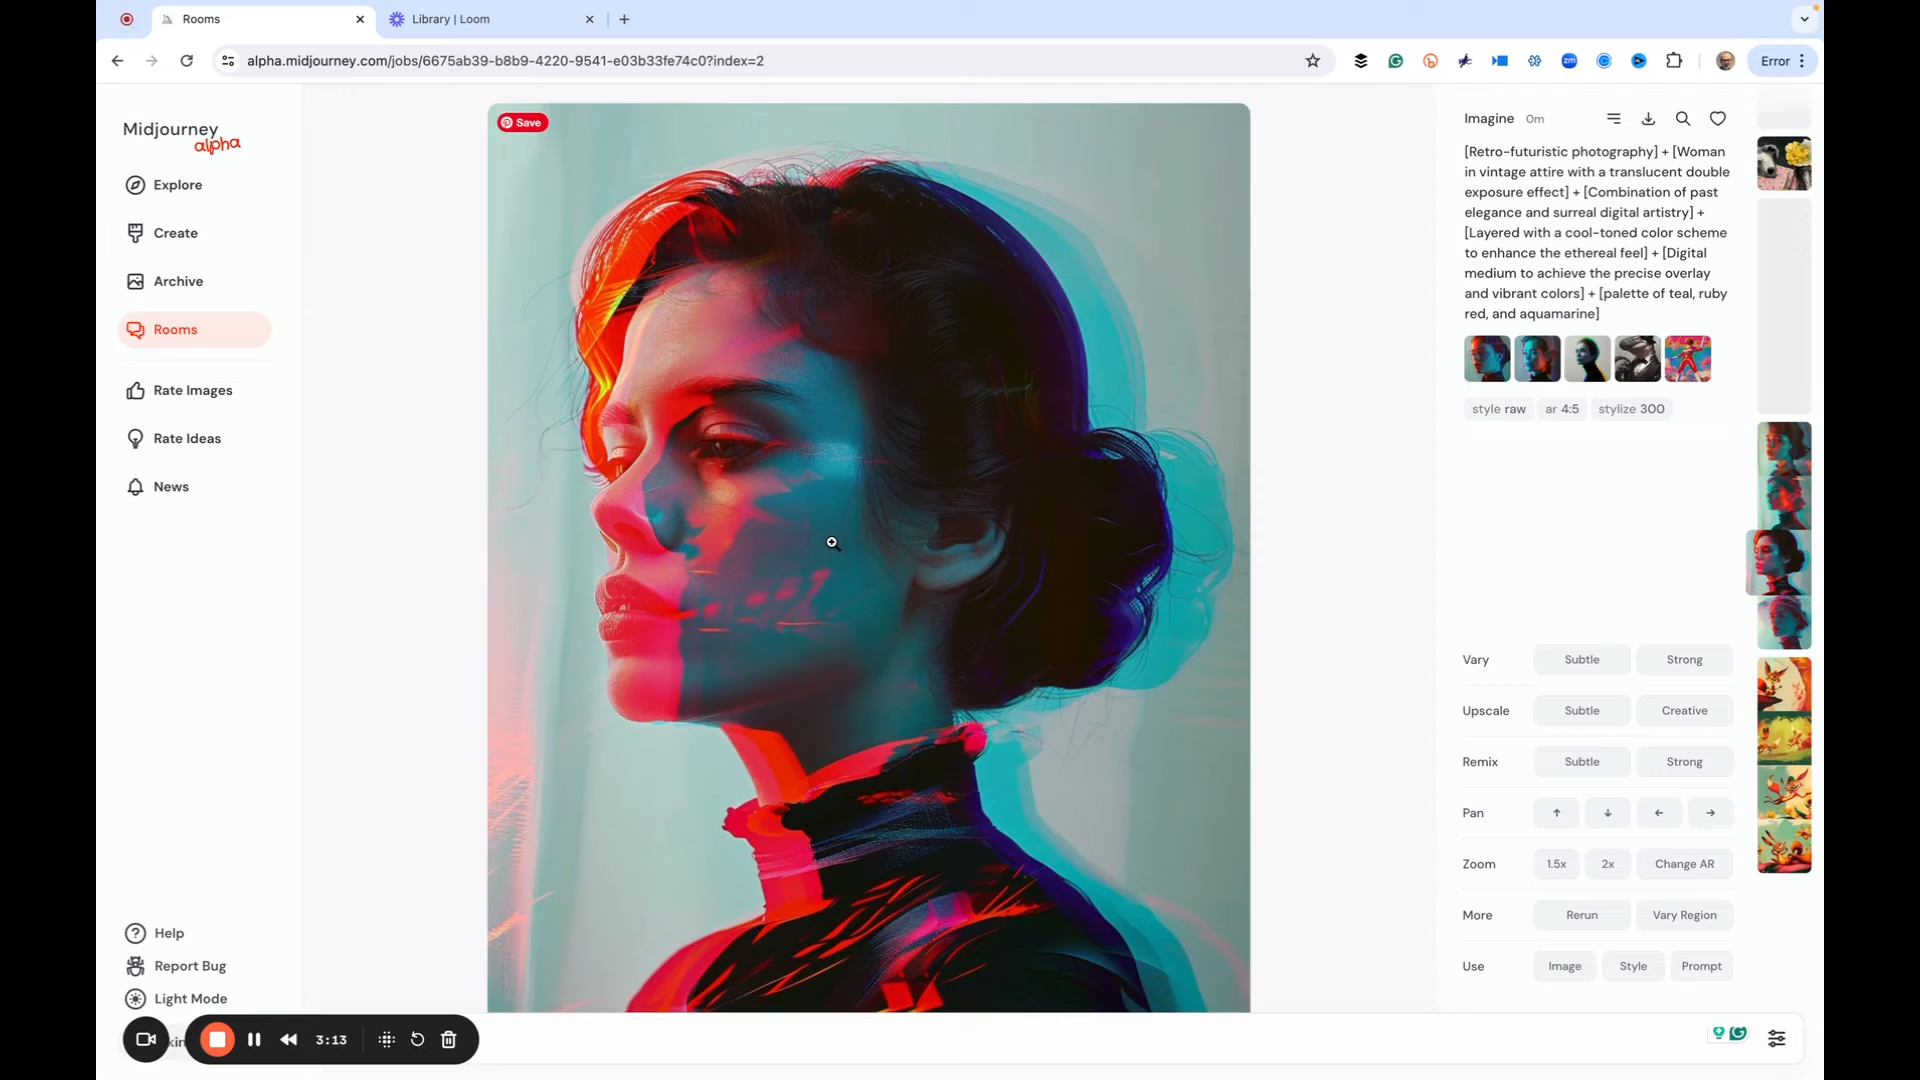 Rooms
Library | Loom
alpha.midjourney.com/jobs/6675ab39-b8b9-4220-9541-e03b33fe74c0?index=2
zm
Error
Midjourney
alpha
Explore
Create
Archive
Rooms
Rate Images
Rate Ideas
News
Help
Report Bug
Light Mode
3:13
Save
Imagine 0m
[Retro-futuristic photography] + [Woman
in vintage attire with a translucent double
exposure effect] + [Combination of past
elegance and surreal digital artistry] +
[Layered with a cool-toned color scheme
to enhance the ethereal feel] + [Digital
medium to achieve the precise overlay
and vibrant colors] + [palette of teal, ruby
red, and aquamarine]
style raw ar 4:5 stylize 300
Vary Subtle Strong
Upscale Subtle Creative
Remix Subtle Strong
Pan ↑ ↓ ← →
Zoom 1.5x 2x Change AR
More Rerun Vary Region
Use Image Style Prompt